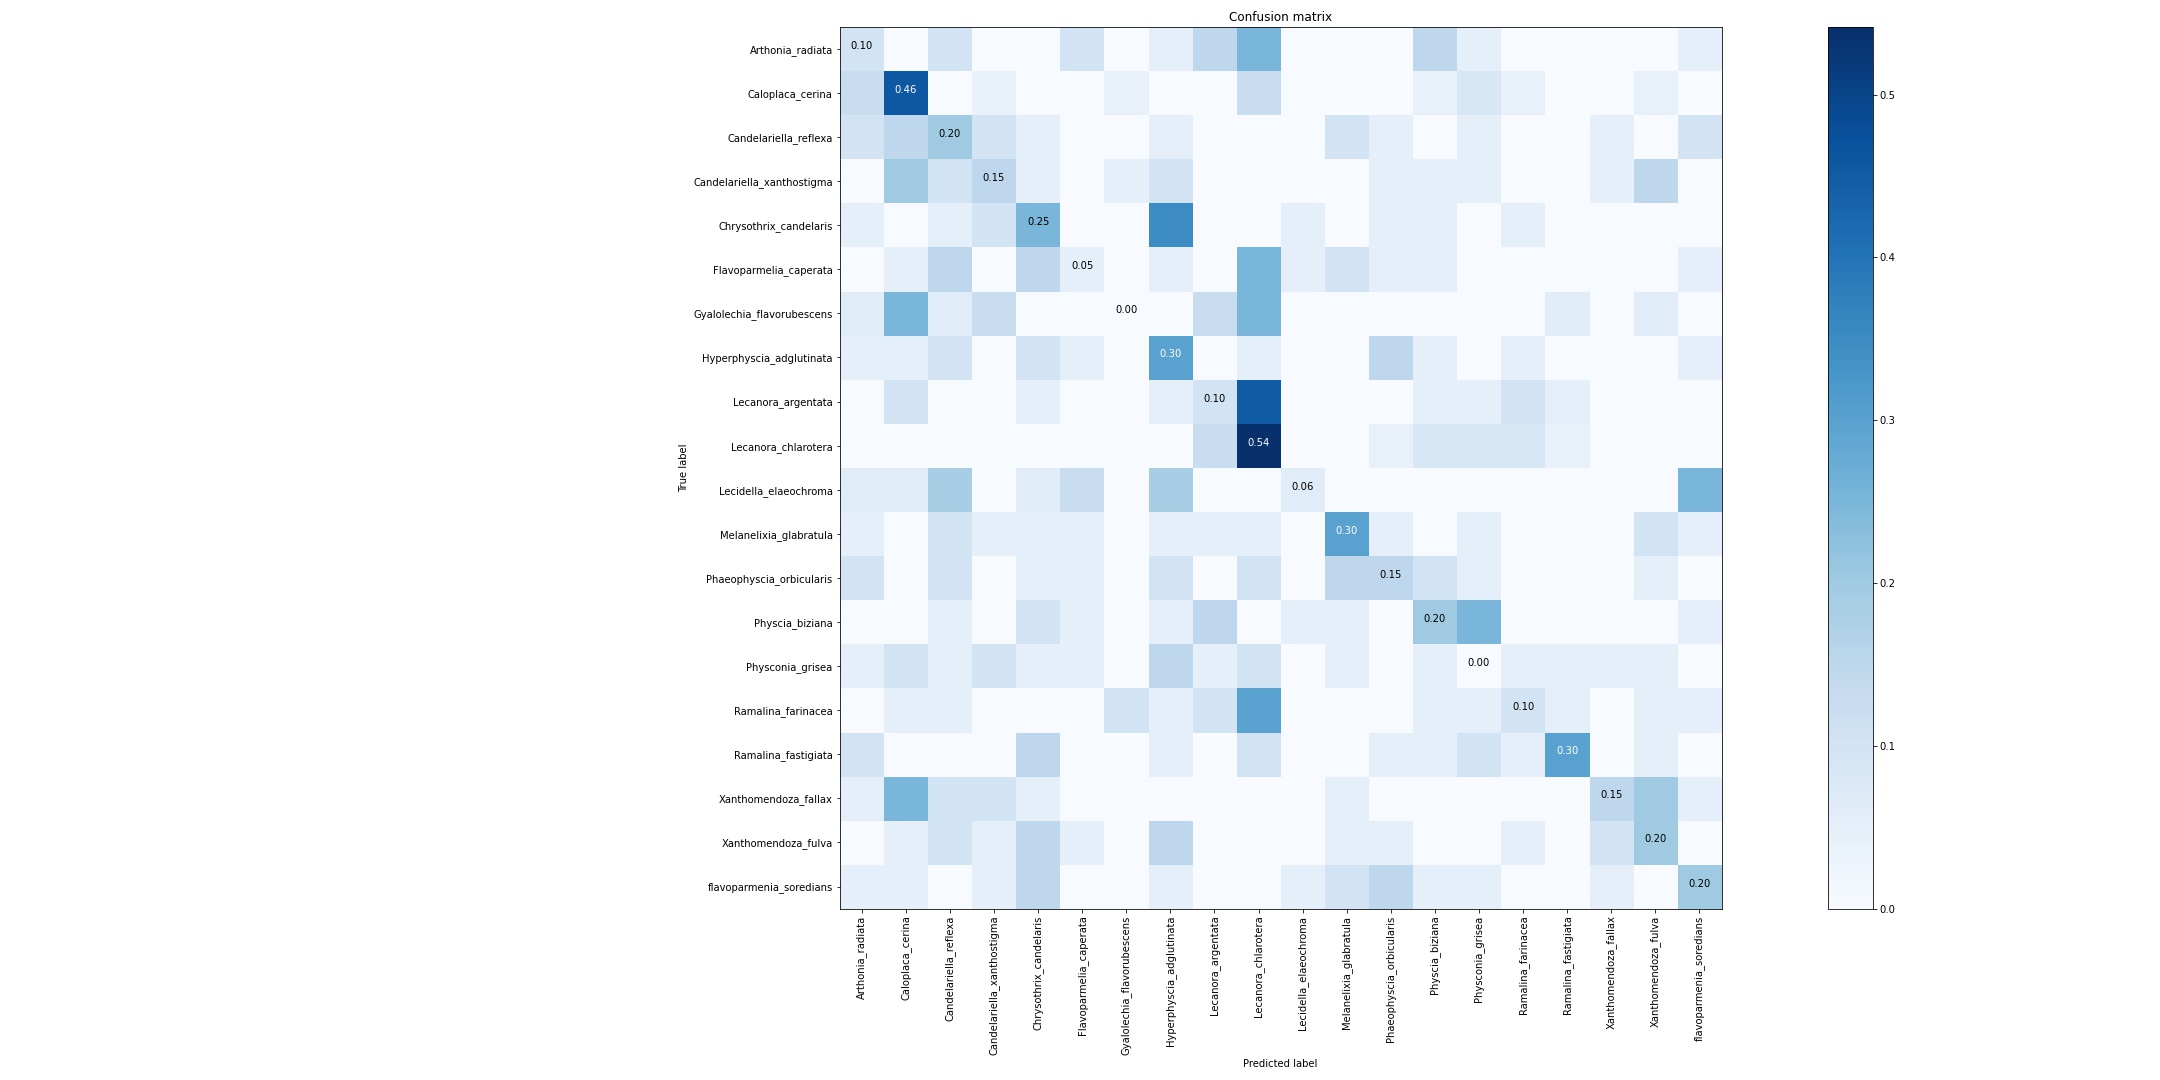 Confusion matrix
Arthonia_radiata
Caloplaca_cerina
Candelariella_reflexa
Candelariella_xanthostigma
Chrysothrix_candelaris
Flavoparmelia_caperata
Gyalolechia_flavorubescens
Hyperphyscia_adglutinata
Lecanora_argentata
Lecanora_chlarotera
Lecidella_elaeochroma
Melanelixia_glabratula
Phaeophyscia_orbicularis
Physcia_biziana
Physconia_grisea
Ramalina_farinacea
Ramalina_fastigiata
Xanthomendoza_fallax
Xanthomendoza_fulva
flavoparmenia_soredians
True label
0.10
0.46
0.20
0.15
0.25
0.05
0.00
0.30
0.10
0.54
0.06
0.30
0.15
0.20
0.00
0.10
0.30
0.15
0.20
0.20
Arthonia_radiata
Caloplaca_cerina
Candelariella_reflexa
Candelariella_xanthostigma
Chrysothrix_candelaris
Flavoparmelia_caperata
Gyalolechia_flavorubescens
Hyperphyscia_adglutinata
Lecanora_argentata
Lecanora_chlarotera
Lecidella_elaeochroma
Melanelixia_glabratula
Phaeophyscia_orbicularis
Physcia_biziana
Physconia_grisea
Ramalina_farinacea
Ramalina_fastigiata
Xanthomendoza_fallax
Xanthomendoza_fulva
flavoparmenia_soredians
Predicted label
0.5
0.4
0.3
0.2
0.1
0.0